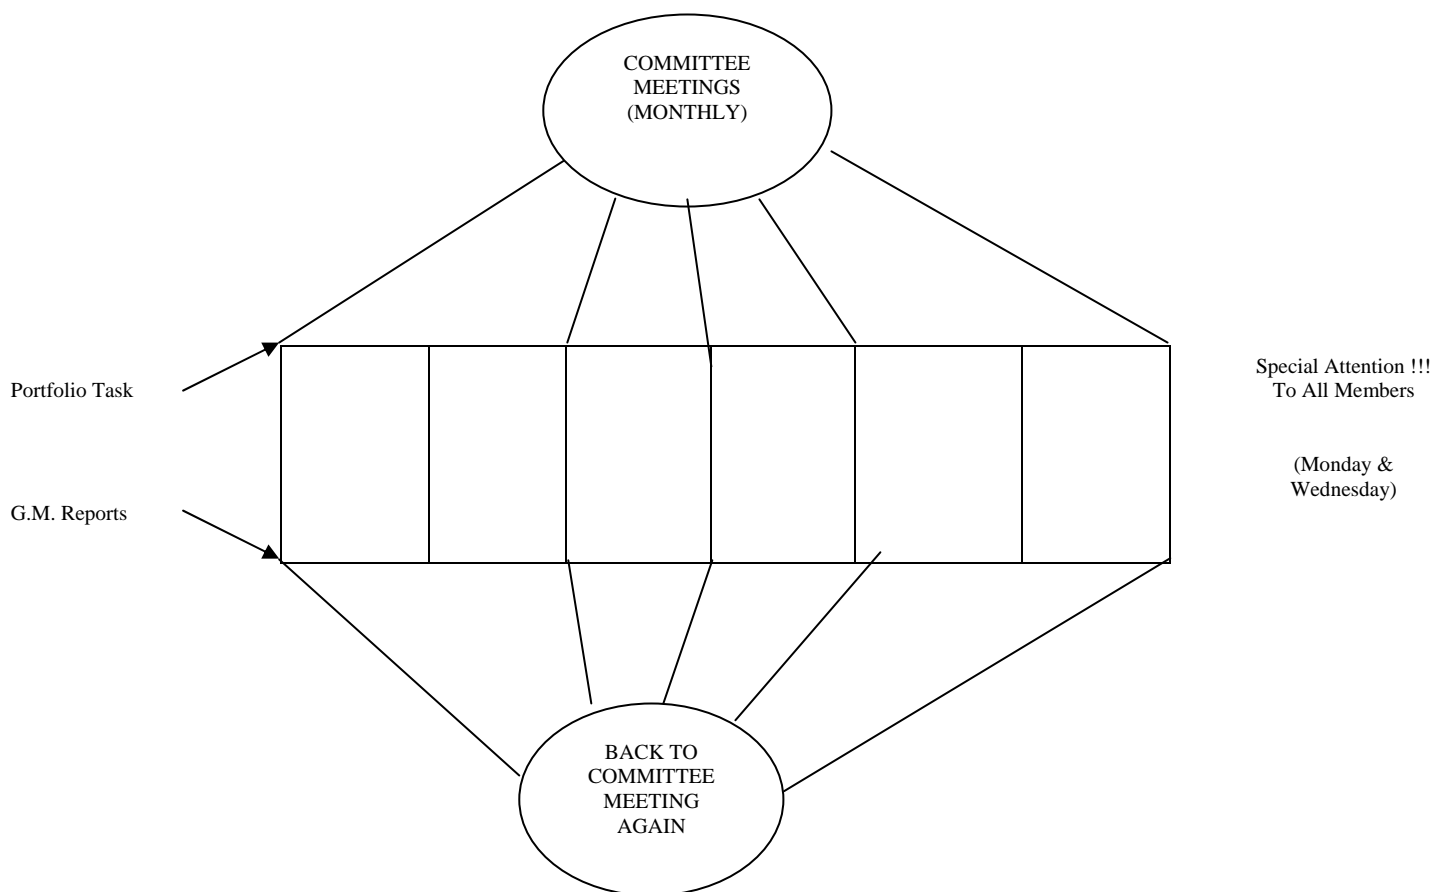 COMMITTEE
MEETINGS
(MONTHLY)
Portfolio Task
Special Attention !!!
To All Members
(Monday &
Wednesday)
G.M. Reports
BACK TO
COMMITTEE
MEETING
AGAIN